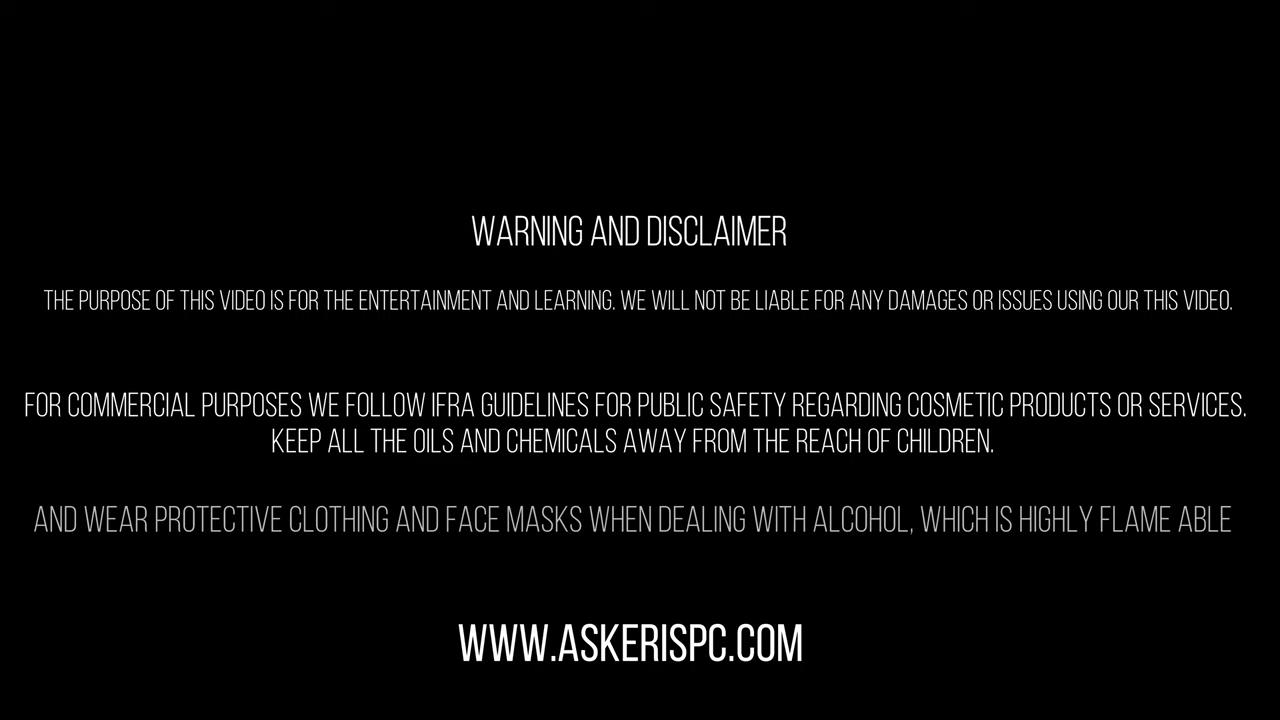 WARNING AND DISCLAIMER
THE PURPOSE OF THIS VIDEO IS FOR THE ENTERTAINMENT AND LEARNING. WE WILL NOT BE LIABLE FOR ANY DAMAGES OR ISSUES USING OUR THIS VIDEO.
FOR COMMERCIAL PURPOSES WE FOLLOW IFRA GUIDELINES FOR PUBLIC SAFETY REGARDING COSMETIC PRODUCTS OR SERVICES.
KEEP ALL THE OILS AND CHEMICALS AWAY FROM THE REACH OF CHILDREN.
AND WEAR PROTECTIVE CLOTHING AND FACE MASKS WHEN DEALING WITH ALCOHOL, WHICH IS HIGHLY FLAME ABLE
WWW.ASKERISPC.COM